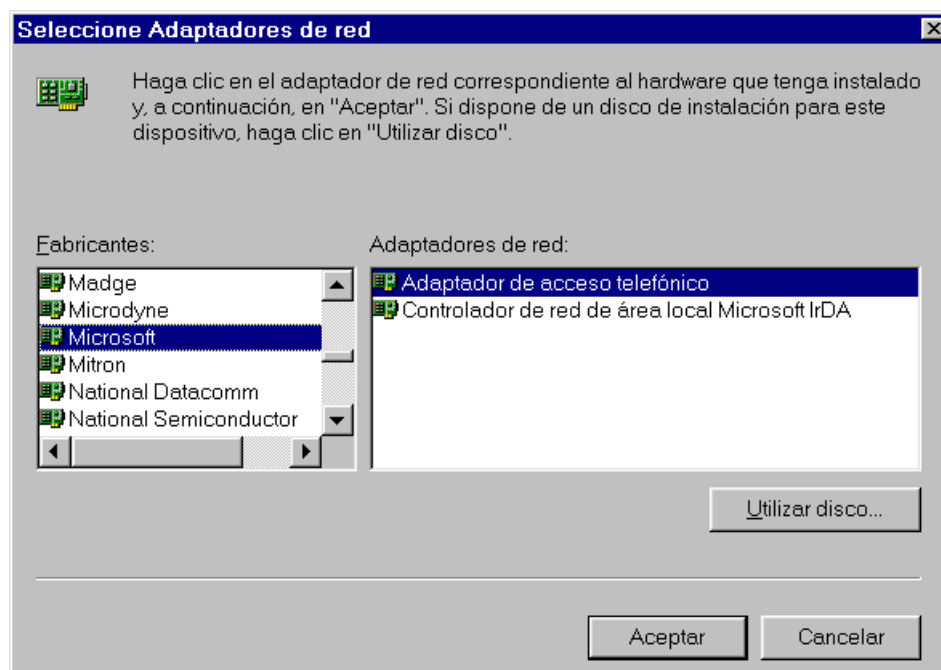 Seleccione Adaptadores de red
Haga clic en el adaptador de red correspondiente al hardware que tenga instalado
y, a continuación, en "Aceptar". Si dispone de un disco de instalación para este
dispositivo, haga clic en "Utilizar disco".
Fabricantes:
Madge
Microdyne
Microsoft
Mitron
National Datacomm
National Semiconductor
Adaptadores de red:
Adaptador de acceso telefónico
Controlador de red de área local Microsoft IrDA
Utilizar disco...
Aceptar
Cancelar